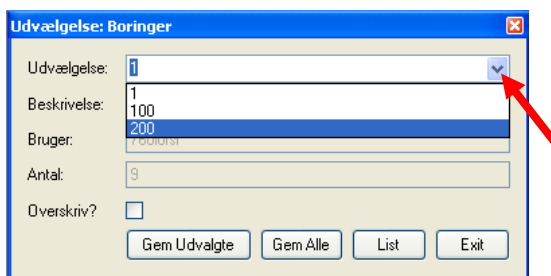 Udvælgelse: Boringer
Udvælgelse: 1
1
Beskrivelse: 100
200
Bruger:
Antal: 9
Overskriv?
Gem Udvalgte Gem Alle List Exit